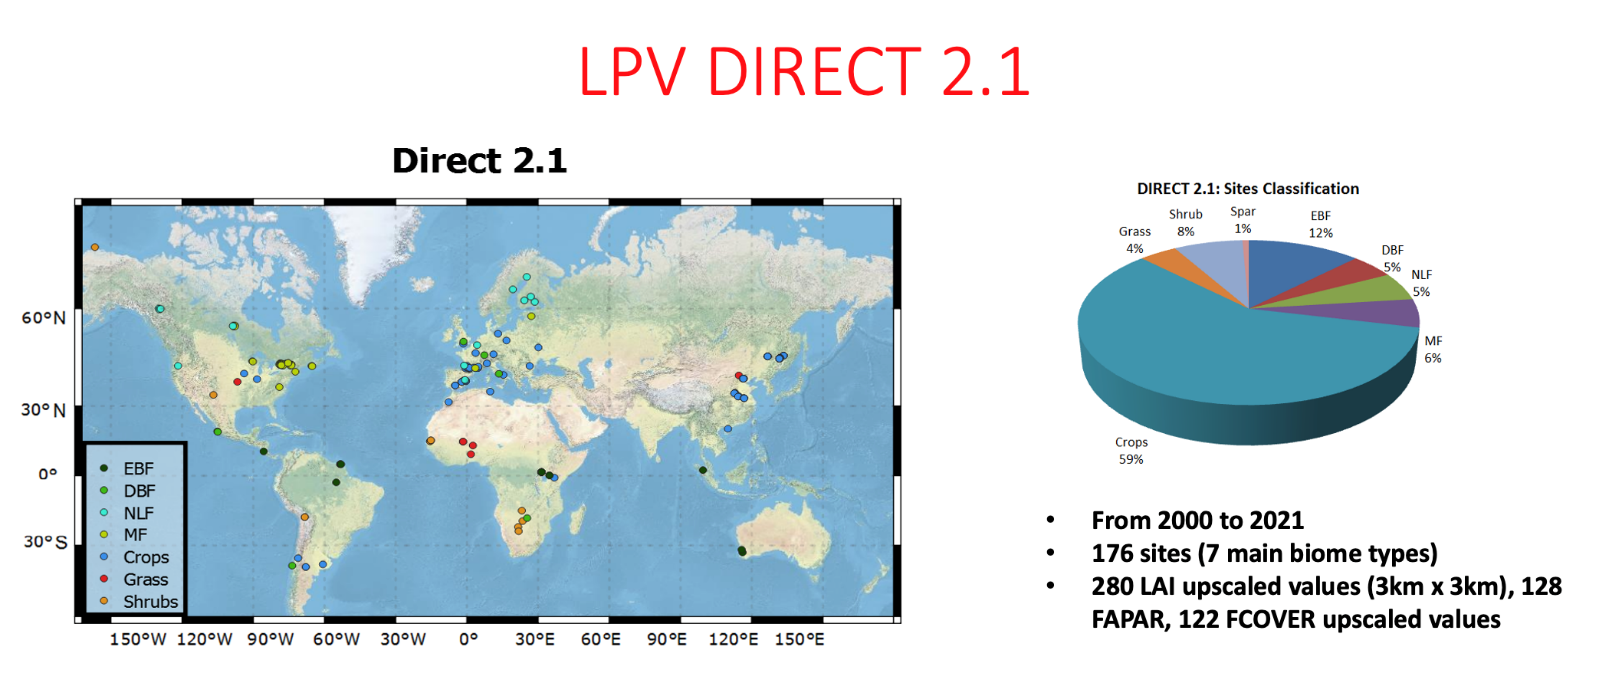 LPV DIRECT 2.1
Direct 2.1
60°N
30°N
0°
30°S
EBF
DBF
NLF
MF
Crops
Grass
Shrubs
150°W 120°W 90°W 60°W 30°W 0° 30°E 60°E 90°E 120°E 150°E
DIRECT 2.1: Sites Classification
Grass
4%
Shrub
8%
Spar
1%
EBF
12%
DBF
5%
NLF
5%
MF
6%
Crops
59%
• From 2000 to 2021
• 176 sites (7 main biome types)
• 280 LAI upscaled values (3km x 3km), 128
FAPAR, 122 FCOVER upscaled values